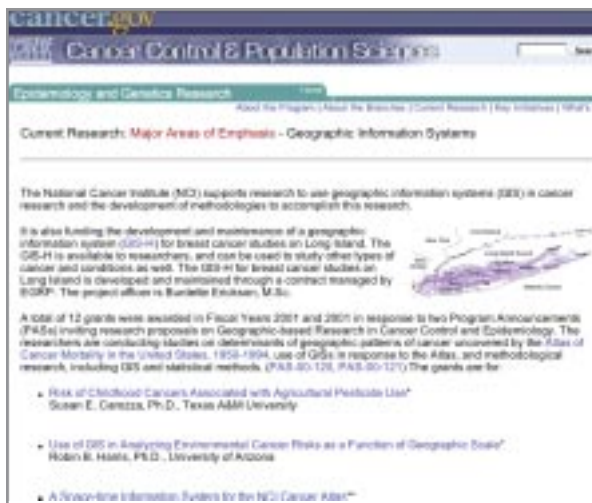 cancer.gov
Cancer Control & Population Sciences
Epidemiology and Genetics Research
Home
About the Program | About the Branches | Current Research | Key Initiatives | What's
Current Research: Major Areas of Emphasis - Geographic Information Systems
The National Cancer Institute (NCI) supports research to use geographic information systems (GIS) in cancer
research and the development of methodologies to accomplish this research.
It is also funding the development and maintenance of a geographic
information system (GIS-H) for breast cancer studies on Long Island. The
GIS-H is available to researchers, and can be used to study other types of
cancer and conditions as well. The GIS-H for breast cancer studies on
Long Island is developed and maintained through a contract managed by
EGRP. The project officer is Erickson, M.Sc.
A total of 12 grants were awarded in Fiscal Years 2001 and 2001 in response to two Program Announcements
(PASs) inviting research proposals on Geographic-based Research in Cancer Control and Epidemiology. The
researchers are conducting studies on determinants of geographic patterns of cancer uncovered by the Atlas of
Cancer Mortality in the United States, 1950-1994, use of GISs in response to the Atlas, and methodological
research, including GIS and statistical methods. (PAS-00-120, PAS-00-121) The grants are for:
• Risk of Childhood Cancers Associated with Agricultural Pesticide Use*
Susan E. Carozza, Ph.D., Texas A&M University
• Use of GIS in Analyzing Environmental Cancer Risks as a Function of Geographic Scale*
Robin B. Harris, Ph.D., University of Arizona
• A Space-time Information System for the NCI Cancer Atlas**